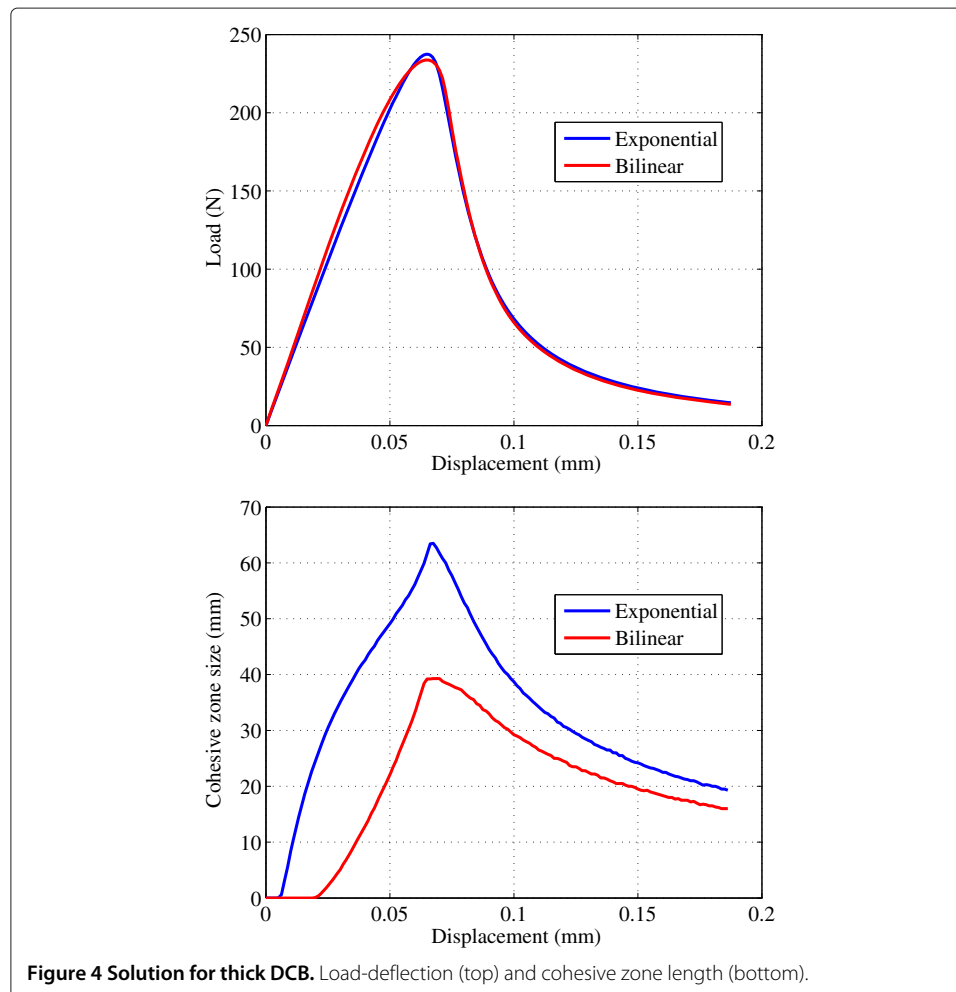 250
200
150
100
50
0
Load (N)
Exponential
Bilinear
0 0.05 0.1 0.15 0.2
Displacement (mm)
70
60
50
40
30
20
10
0
Cohesive zone size (mm)
Exponential
Bilinear
0 0.05 0.1 0.15 0.2
Displacement (mm)
Figure 4 Solution for thick DCB. Load-deflection (top) and cohesive zone length (bottom).